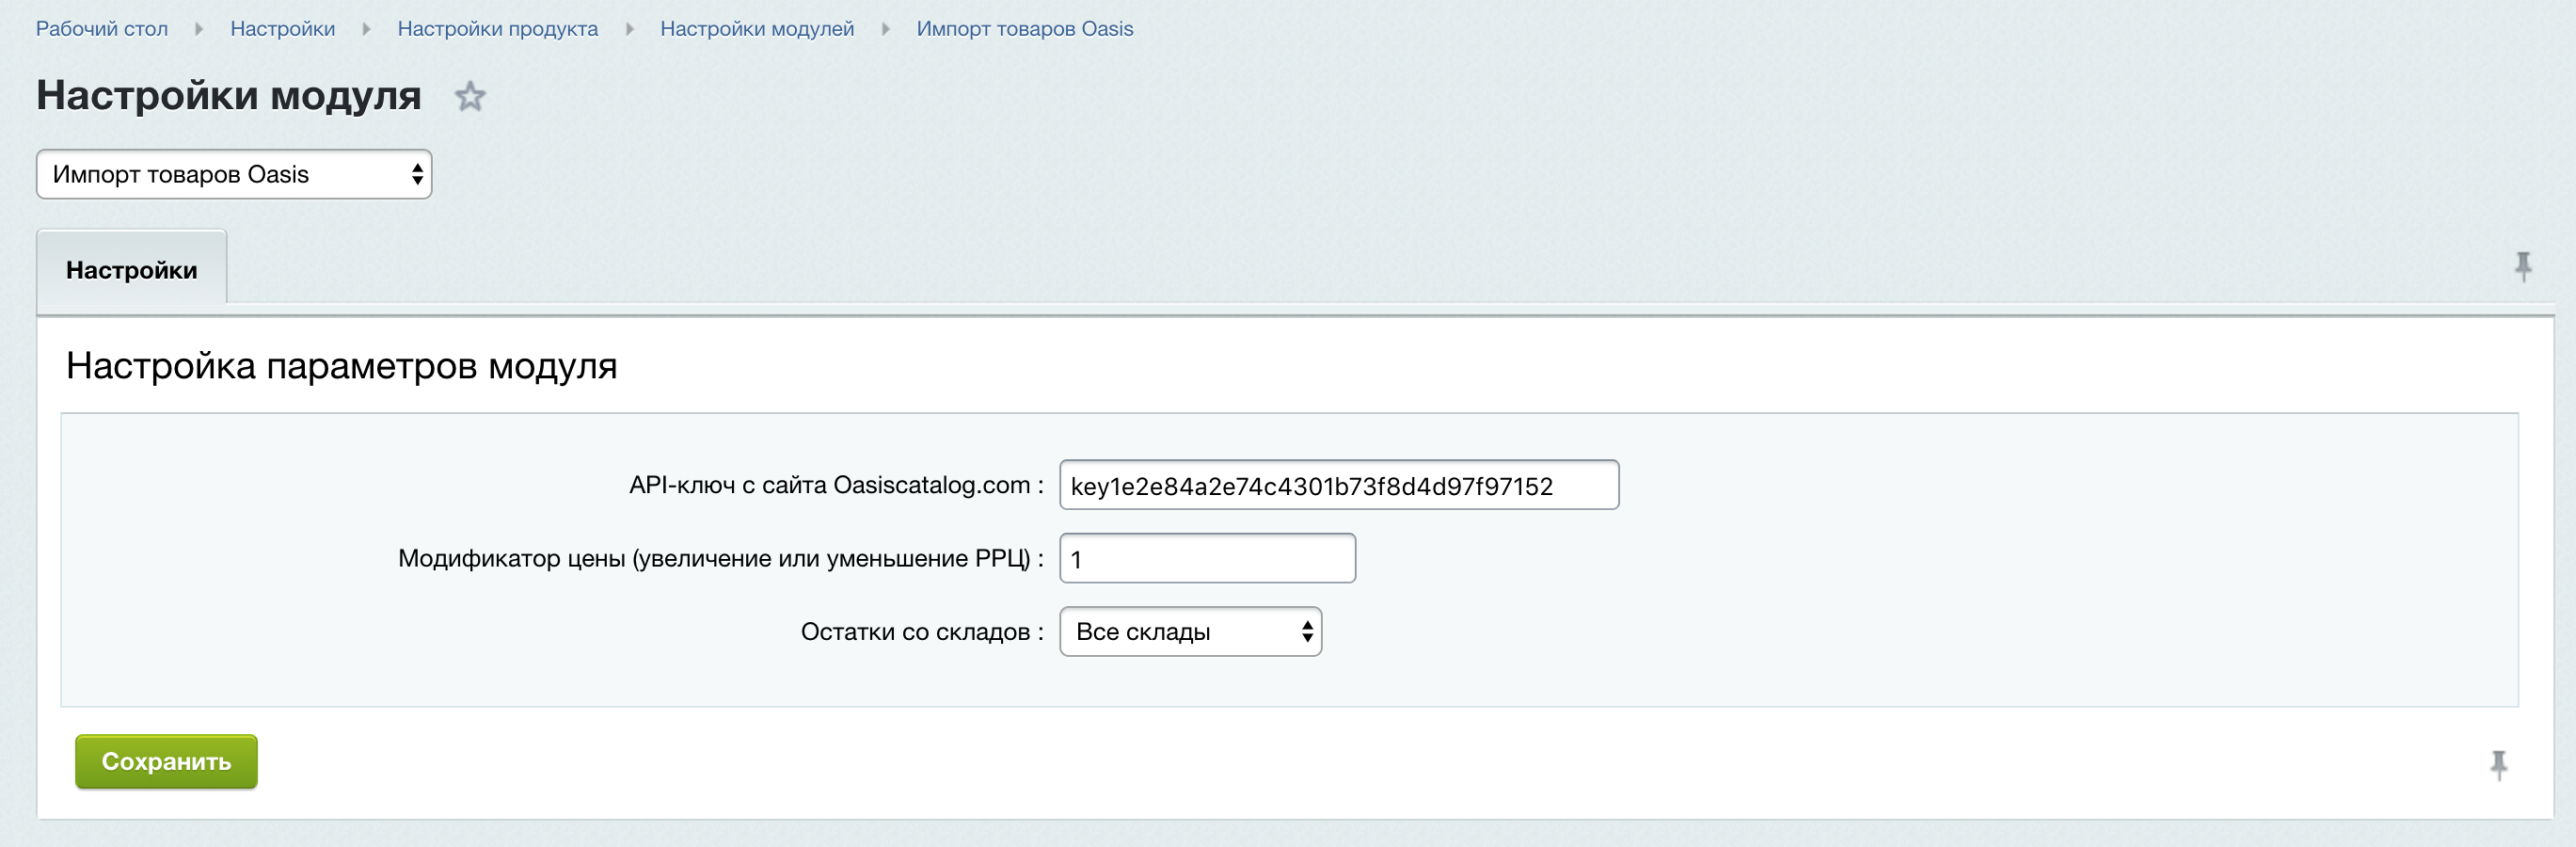 Рабочий стол Настройки Настройки продукта Настройки модулей Импорт товаров Oasis
Настройки модуля
Импорт товаров Oasis
Настройки
Настройка параметров модуля
API-ключ с сайта Oasiscatalog.com : key1e2e84a2e74c4301b73f8d4d97f97152
Модификатор цены (увеличение или уменьшение РРЦ) : 1
Остатки со складов : Все склады
Сохранить